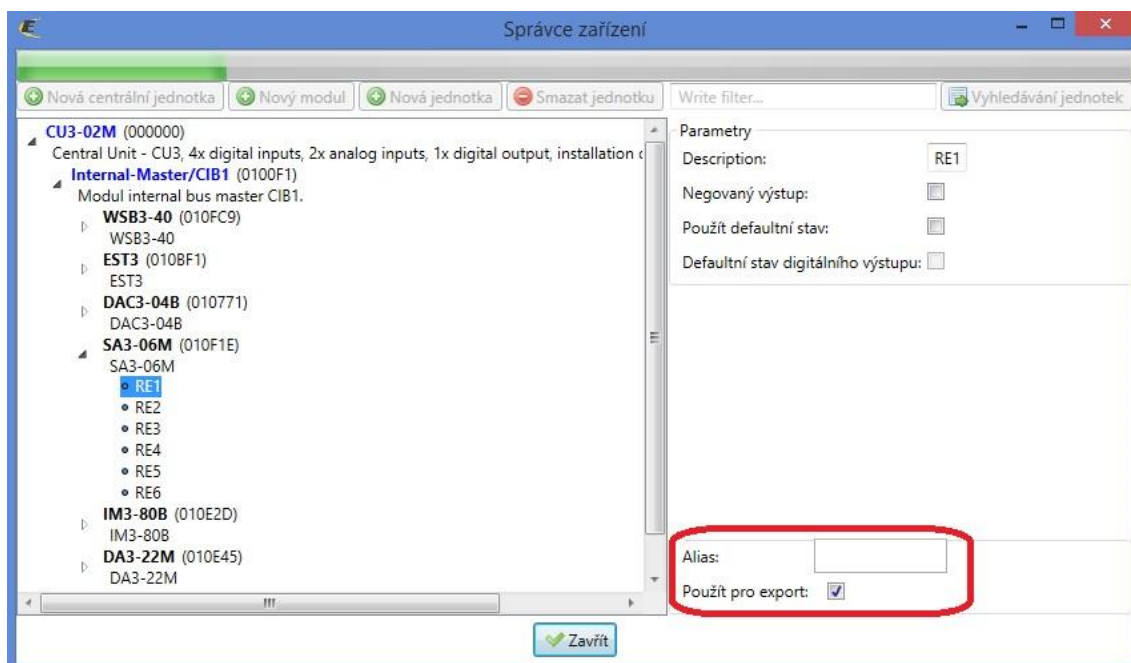 Správce zařízení
Nová centrální jednotka Nový modul Nová jednotka Smazat jednotku Write filter... Vyhledávání jednotek
CU3-02M (000000)
Central Unit - CU3, 4x digital inputs, 2x analog inputs, 1x digital output, installation
Internal-Master/CIB1 (0100F1)
Modul internal bus master CIB1.
WSB3-40 (010FC9)
WSB3-40
EST3 (010BF1)
EST3
DAC3-04B (010771)
DAC3-04B
SA3-06M (010F1E)
SA3-06M
RE1
RE2
RE3
RE4
RE5
RE6
IM3-80B (010E2D)
IM3-80B
DA3-22M (010E45)
DA3-22M
Parametry
Description: RE1
Negovaný výstup:
Použít defaultní stav:
Defaultní stav digitálního výstupu:
Alias:
Použít pro export:
Zavřít